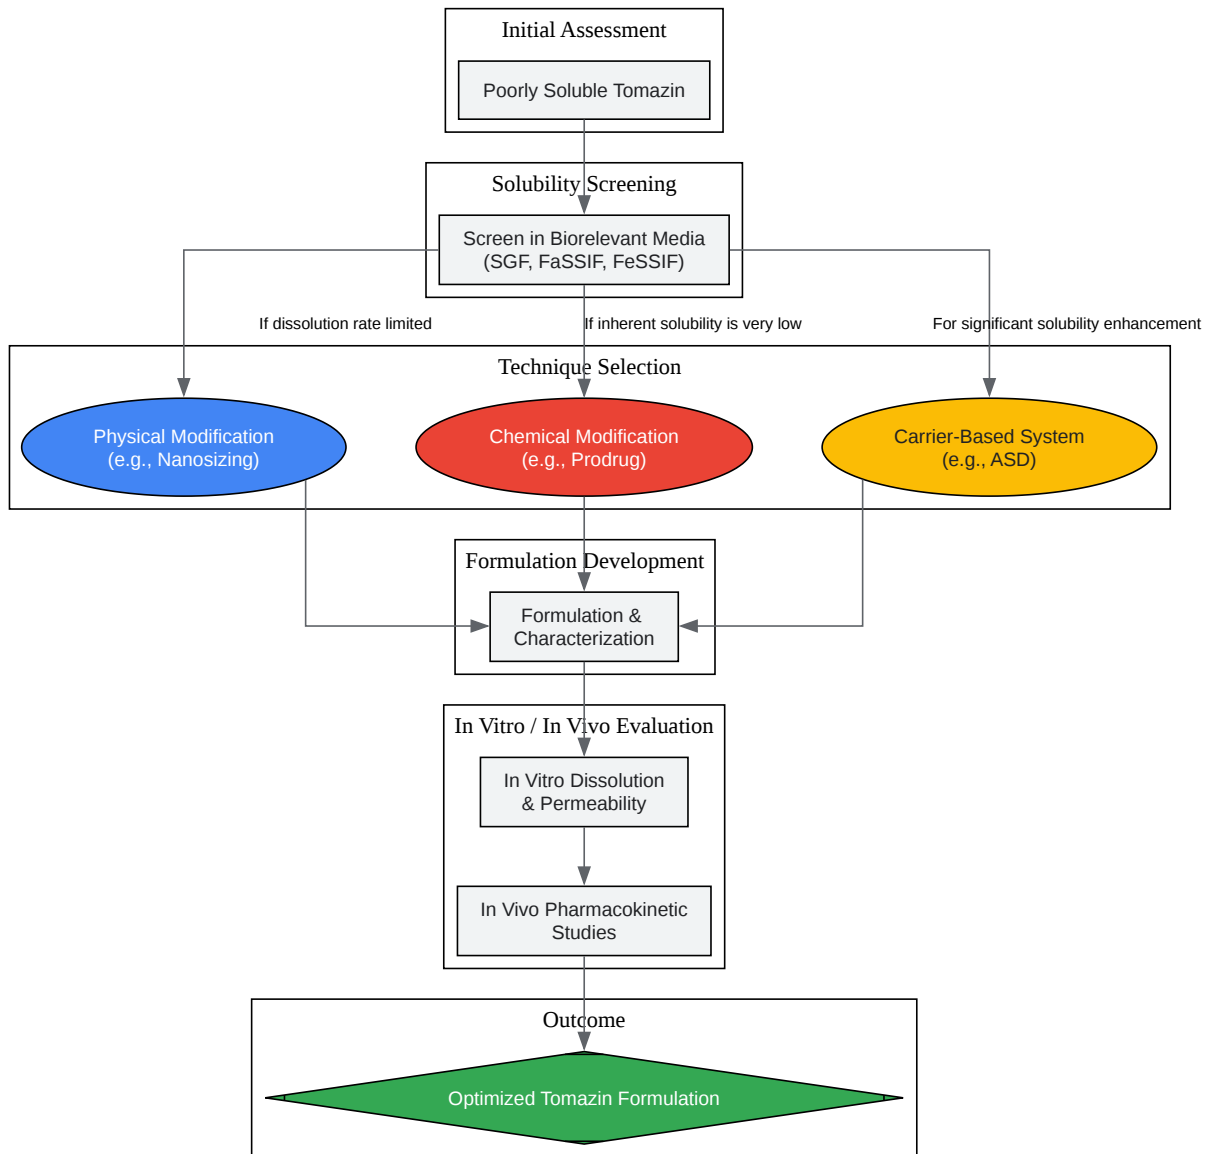 Initial Assessment
Poorly Soluble Tomazin
Solubility Screening
Screen in Biorelevant Media
(SGF, FaSSIF, FeSSIF)
If dissolution rate limited
If inherent solubility is very low
For significant solubility enhancement
Technique Selection
Physical Modification
(e.g., Nanosizing)
Chemical Modification
(e.g., Prodrug)
Carrier-Based System
(e.g., ASD)
Formulation Development
Formulation &
Characterization
In Vitro / In Vivo Evaluation
In Vitro Dissolution
& Permeability
In Vivo Pharmacokinetic
Studies
Outcome
Optimized Tomazin Formulation